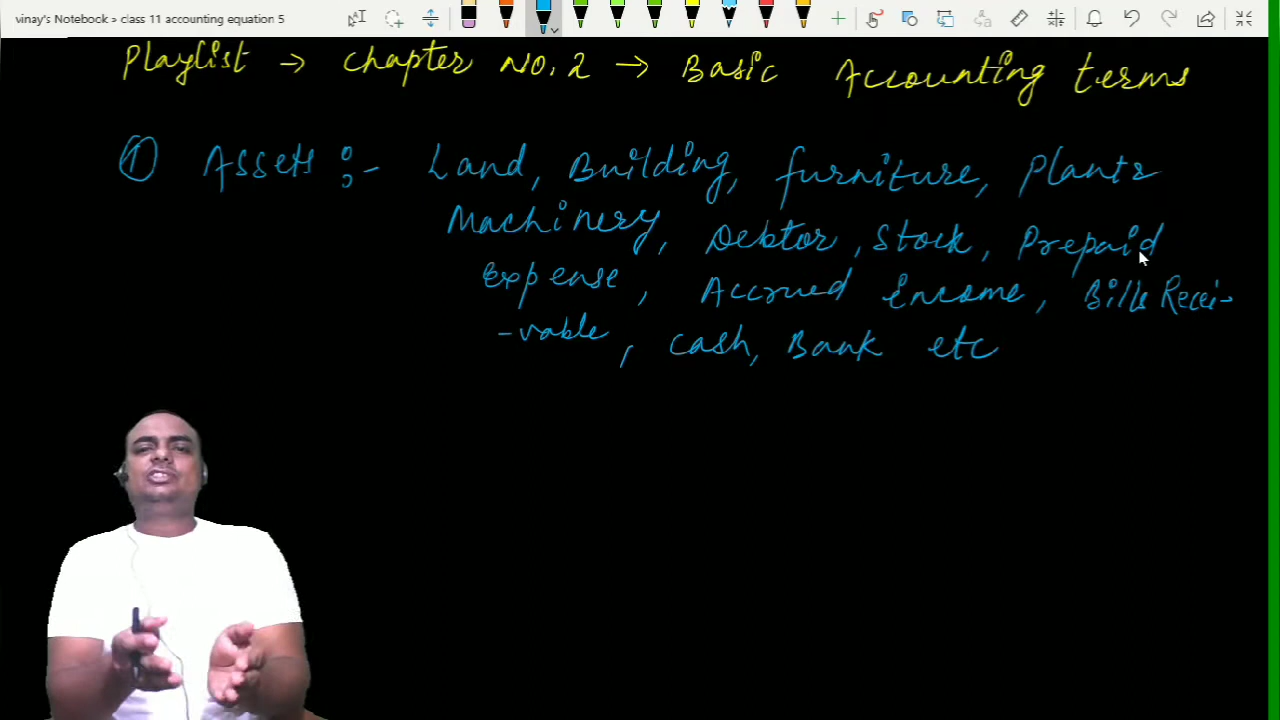 vinay's Notebook > class 11 accounting equation 5
Playlist → Chapter No. 2 → Basic Accounting terms
① Assets :- Land, Building, furniture, Plants
Machinery, Debtor, Stock, Prepaid
Expense, Accrued income, Bills Recei-
-vable, cash, Bank etc